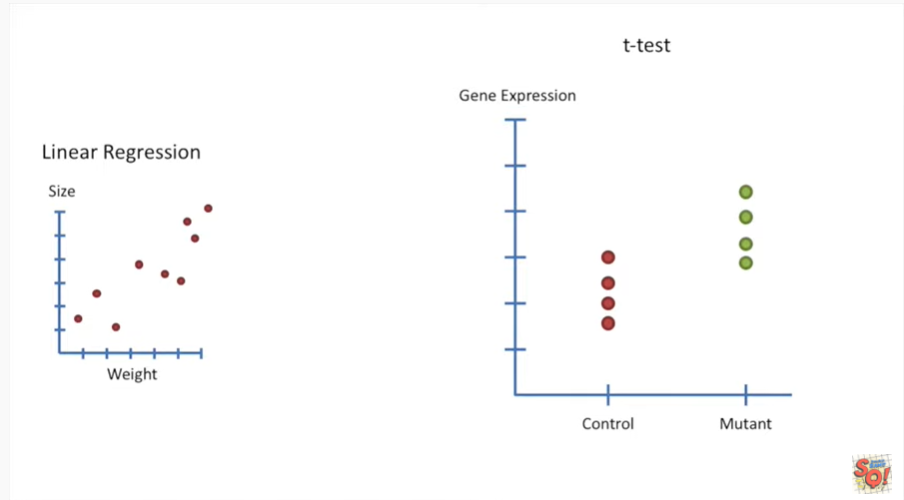 t-test
Gene Expression
Linear Regression
Size
Weight
Control
Mutant